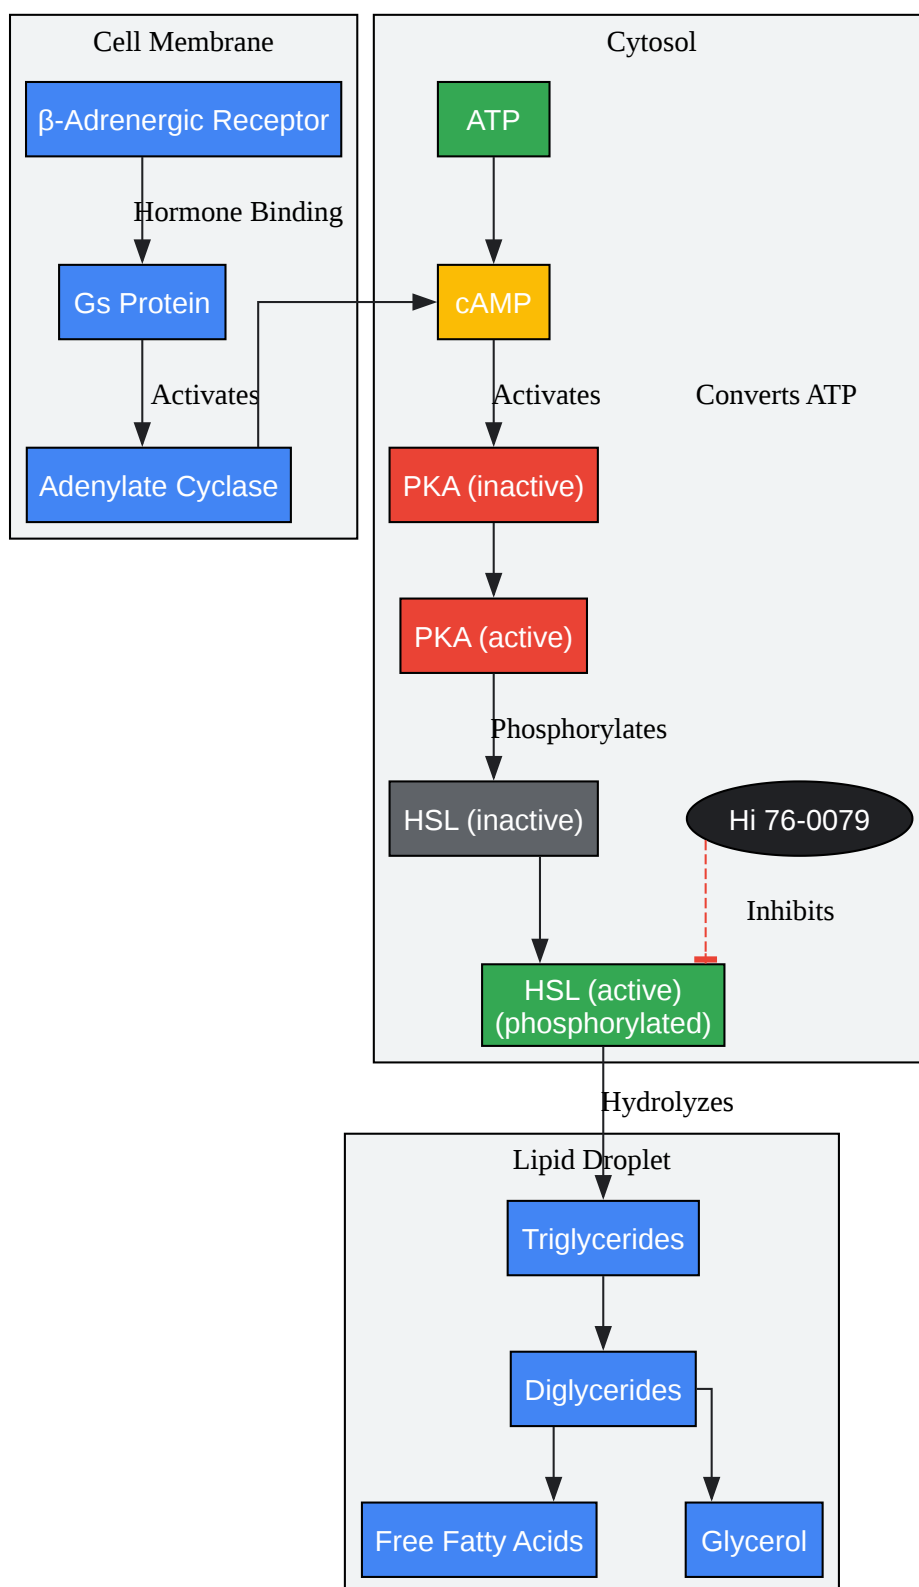 Cell Membrane
β-Adrenergic Receptor
Hormone Binding
Gs Protein
Activates
Adenylate Cyclase
Cytosol
ATP
cAMP
Activates
Converts ATP
PKA (inactive)
PKA (active)
Phosphorylates
HSL (inactive)
Hi 76-0079
Inhibits
HSL (active)
(phosphorylated)
Hydrolyzes
Lipid Droplet
Triglycerides
Diglycerides
Free Fatty Acids
Glycerol